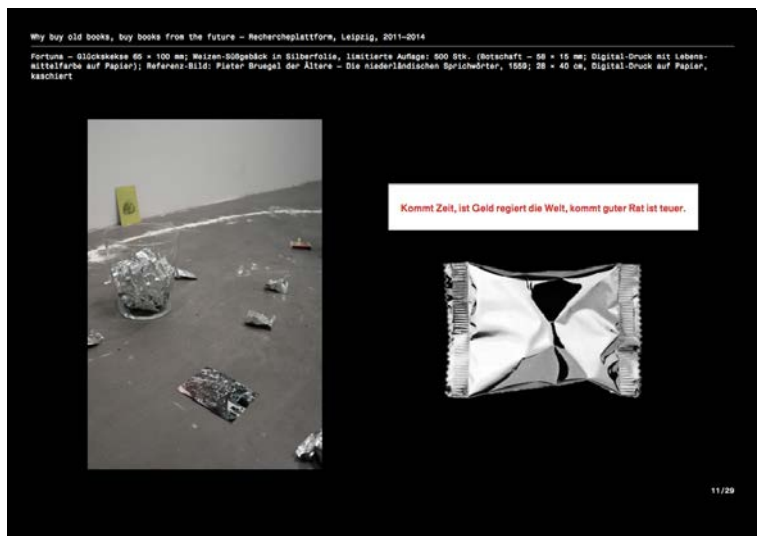 Why buy old books, buy books from the future – Rechercheplattform, Leipzig, 2011–2014
Fortuna – Glückskekse 65 × 100 mm; Weizen-Süßgebäck in Silberfolie, limitierte Auflage: 500 Stk. (Botschaft – 58 × 15 mm; Digital-Druck mit Lebens-
mittelfarbe auf Papier); Referenz-Bild: Pieter Bruegel der Ältere – Die niederländischen Sprichwörter, 1559; 28 × 40 cm, Digital-Druck auf Papier,
kaschiert
Kommt Zeit, ist Geld regiert die Welt, kommt guter Rat ist teuer.
11/29